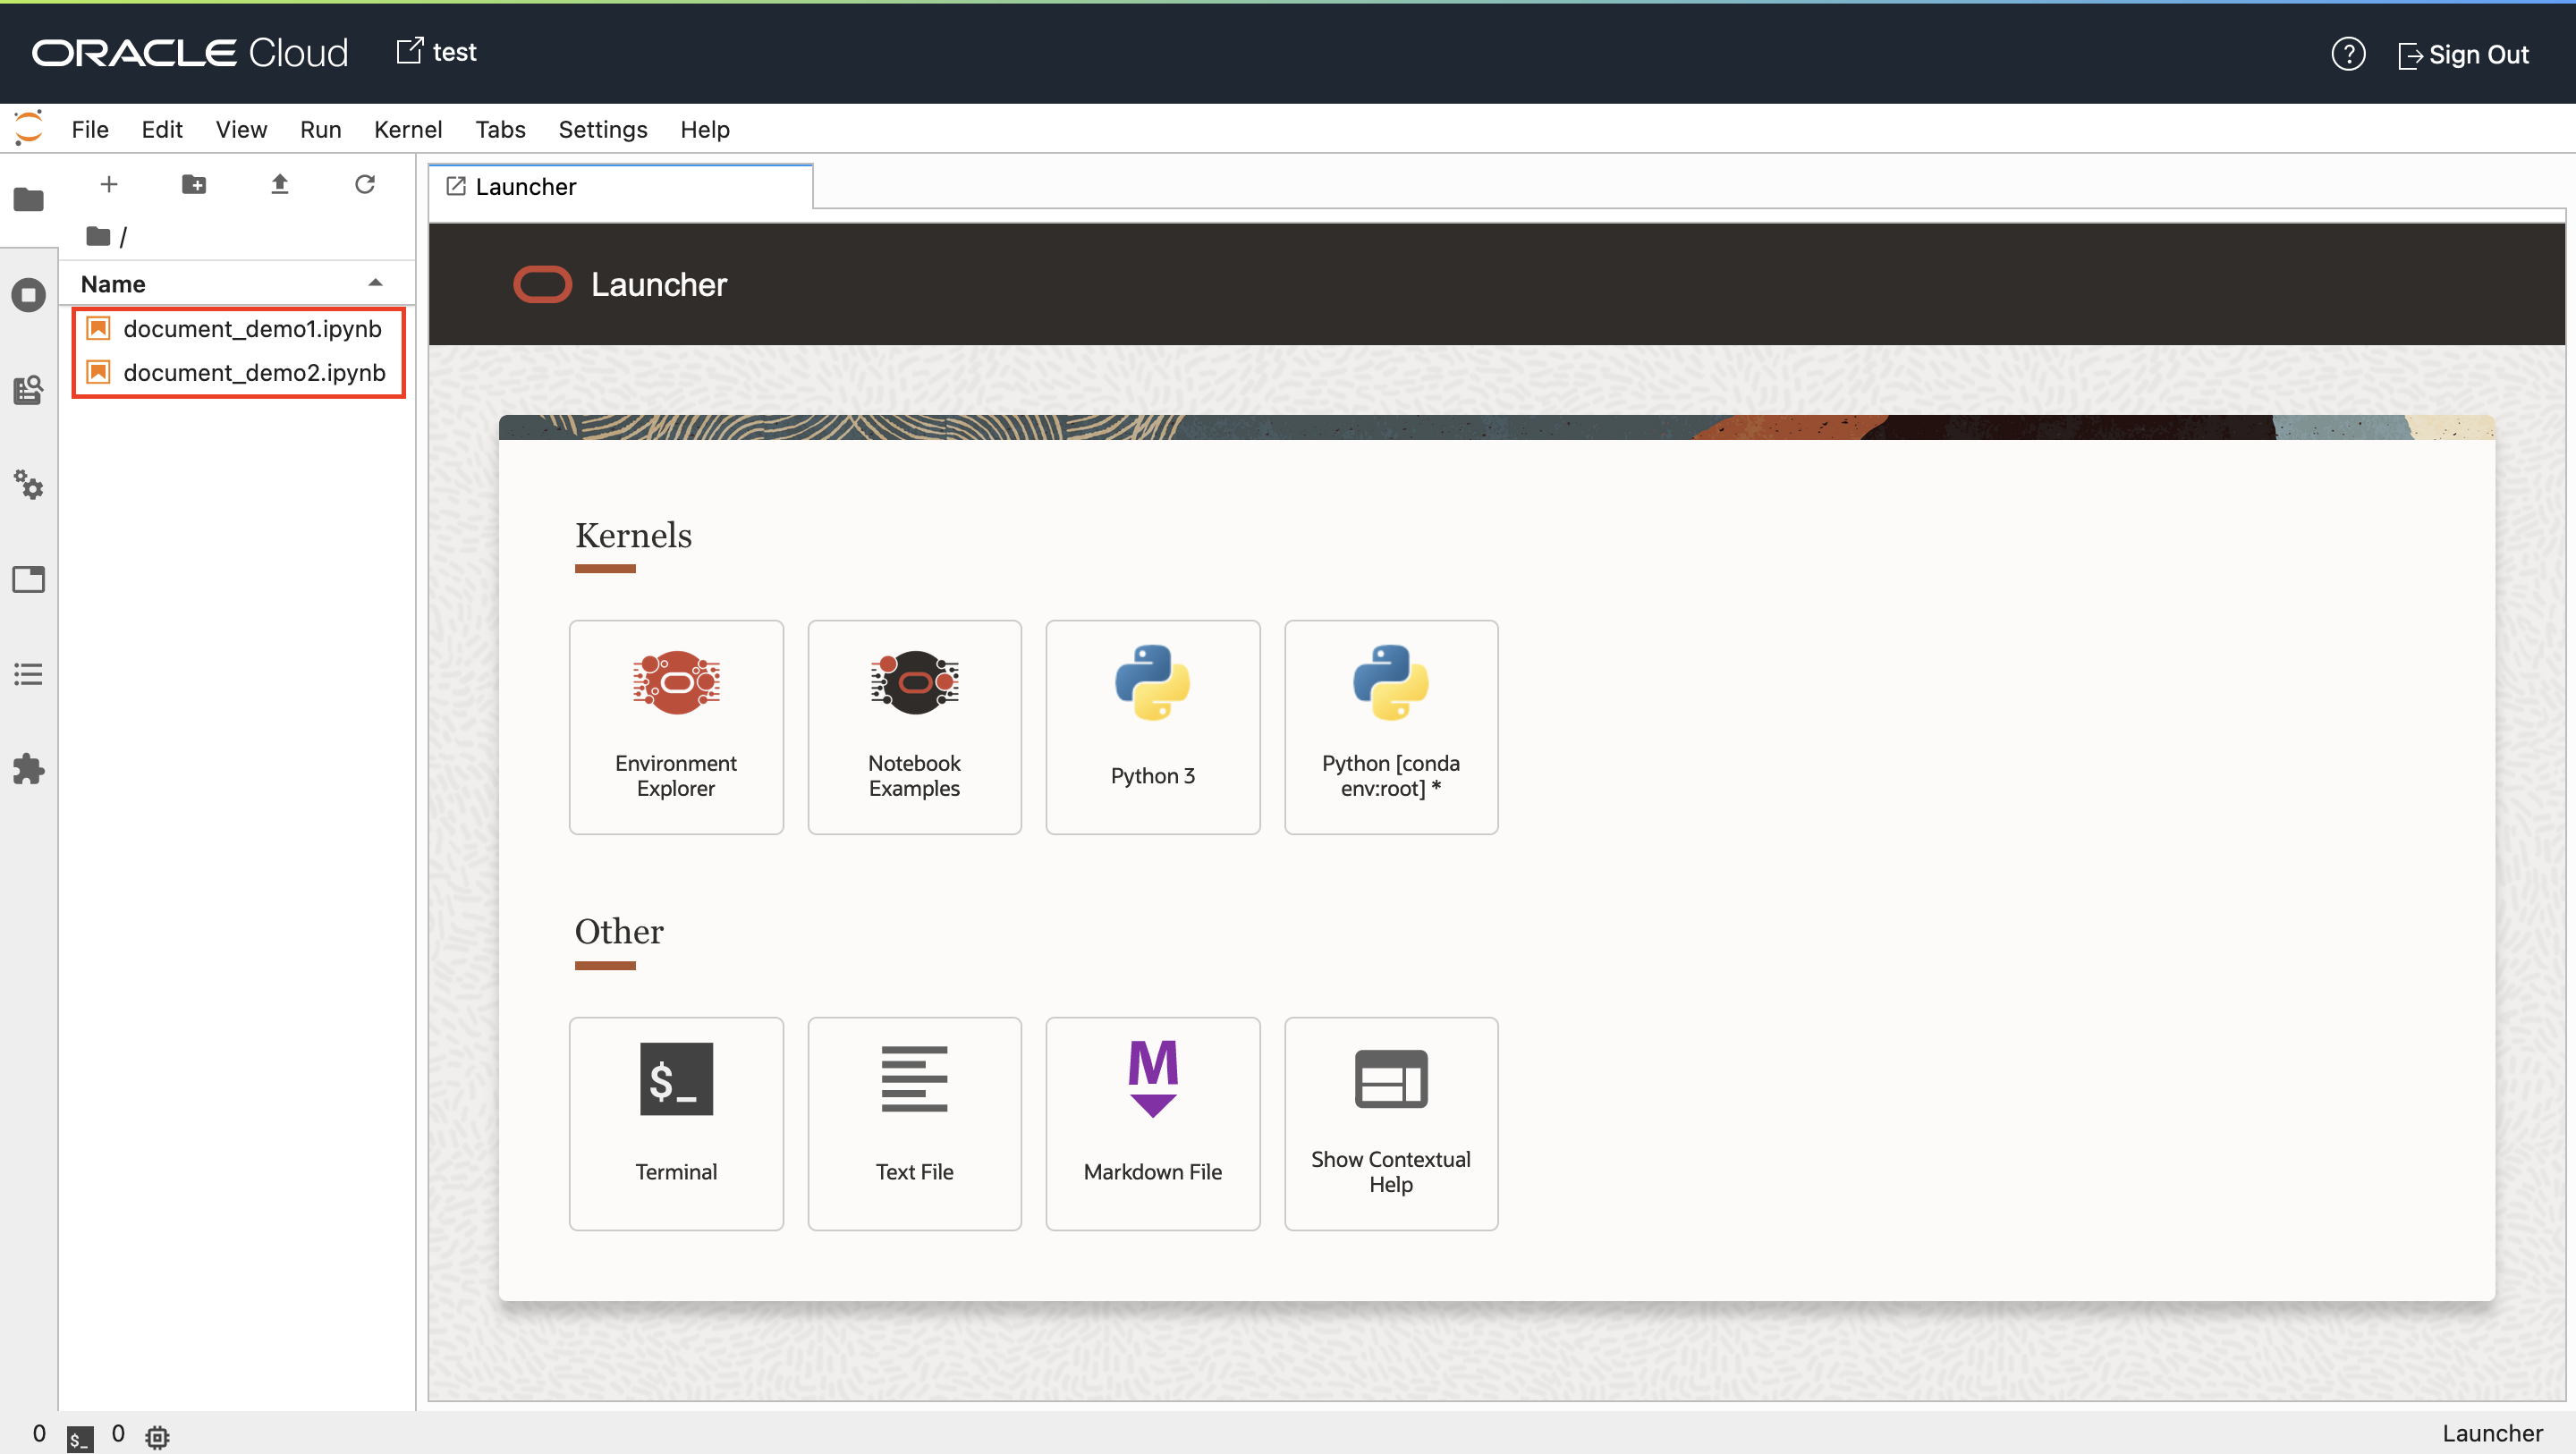 ORACLE Cloud
test
?
Sign Out
File Edit View Run Kernel Tabs Settings Help
/
Name
document_demo1.ipynb
document_demo2.ipynb
Launcher
Launcher
Kernels
Environment
Explorer
Notebook
Examples
Python 3
Python [conda
env:root] *
Other
$_
Terminal
Text File
M
Markdown File
Show Contextual
Help
0 $_ 0
Launcher